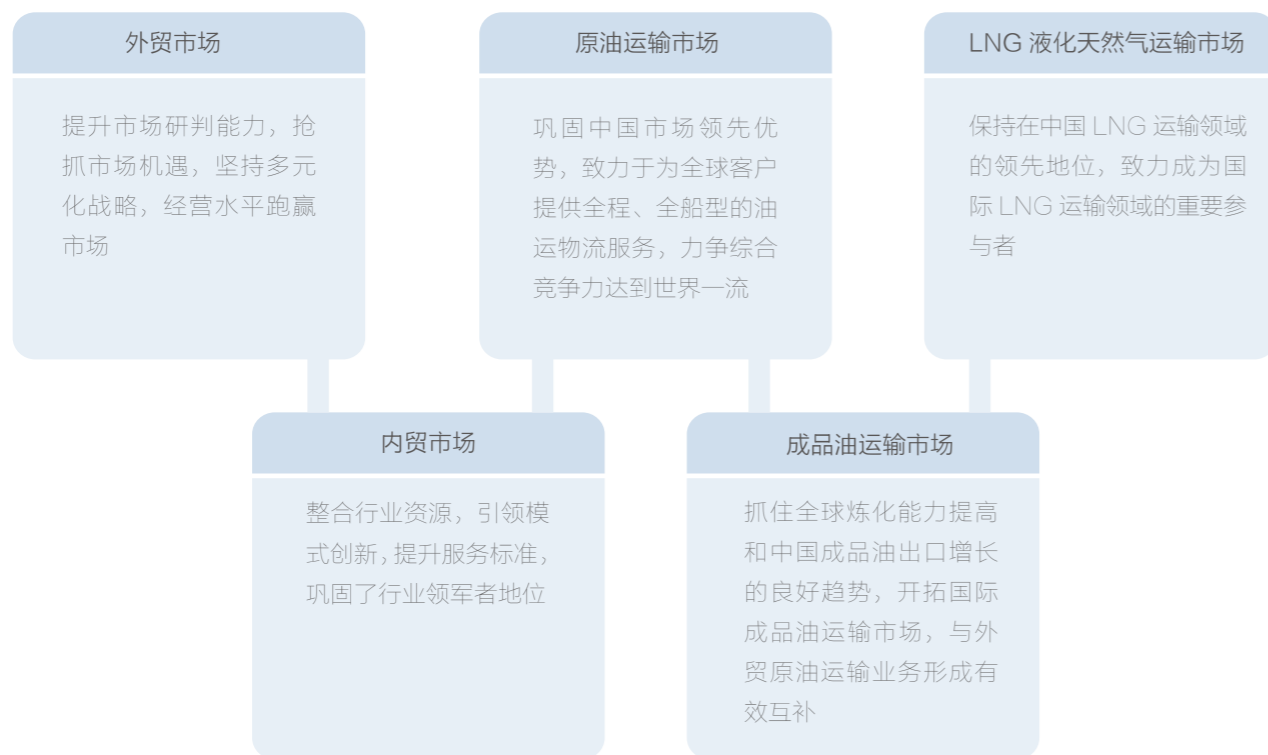 外贸市场
提升市场研判能力，抢
抓市场机遇，坚持多元
化战略，经营水平跑赢
市场
原油运输市场
巩固中国市场领先优
势，致力于为全球客户
提供全程、全船型的油
运物流服务，力争综合
竞争力达到世界一流
LNG 液化天然气运输市场
保持在中国 LNG 运输领域
的领先地位，致力成为国
际 LNG 运输领域的重要参
与者
内贸市场
整合行业资源，引领模
式创新，提升服务标准，
巩固了行业领军者地位
成品油运输市场
抓住全球炼化能力提高
和中国成品油出口增长
的良好趋势，开拓国际
成品油运输市场，与外
贸原油运输业务形成有
效互补